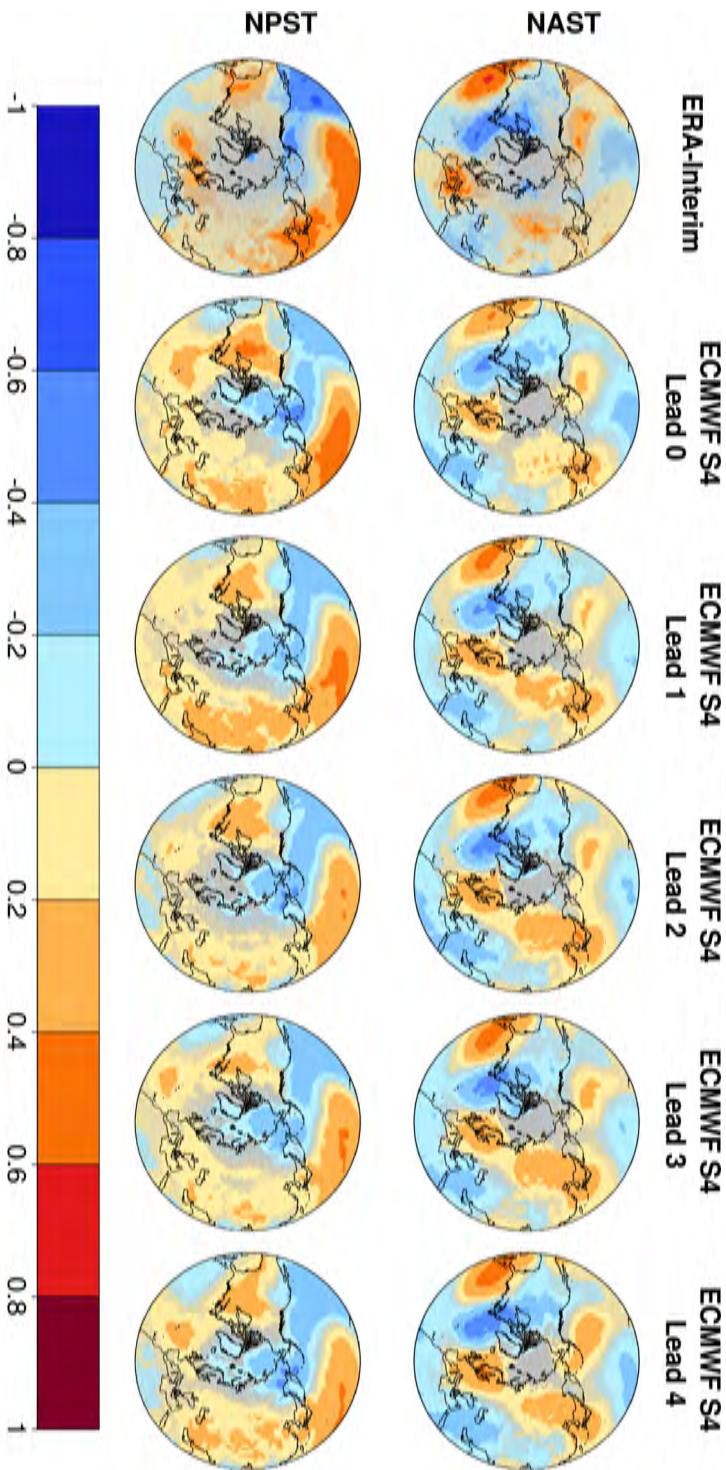 ERA-Interim
ECMWF S4
Lead 0
ECMWF S4
Lead 1
ECMWF S4
Lead 2
ECMWF S4
Lead 3
ECMWF S4
Lead 4
NAST
NPST
-1 -0.8 -0.6 -0.4 -0.2 0 0.2 0.4 0.6 0.8 1